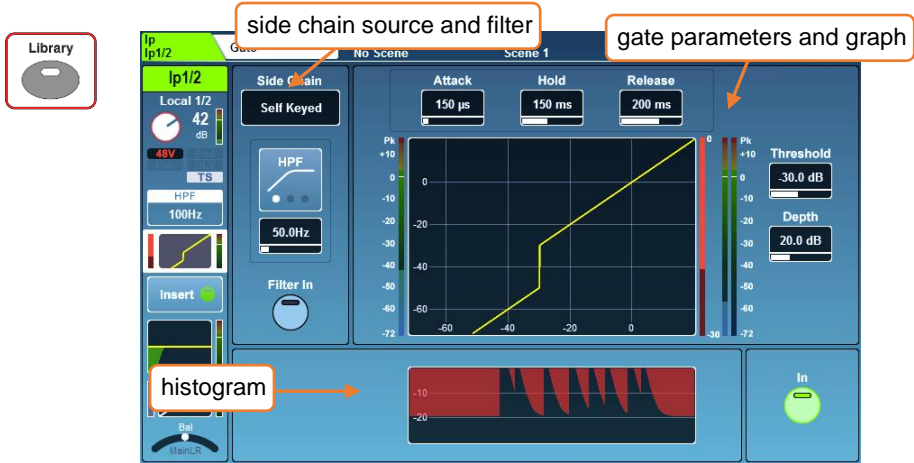 side chain source and filter
gate parameters and graph
Library
Ip
Ip1/2
No Scene
Scene 1
Ip1/2
Local 1/2
42
dB
48V
TS
HPF
100Hz
Insert
Bal
MainLR
Side Chain
Self Keyed
HPF
50.0Hz
Filter In
Attack
Hold
Release
150 µs
150 ms
200 ms
Pk
+10
0
-10
-20
-30
-40
-50
-60
-72
0
-20
-40
-60
-60
-40
-20
0
0
-30
Pk
+10
0
-10
-20
-30
-40
-50
-60
-72
Threshold
-30.0 dB
Depth
20.0 dB
histogram
-10
-20
In